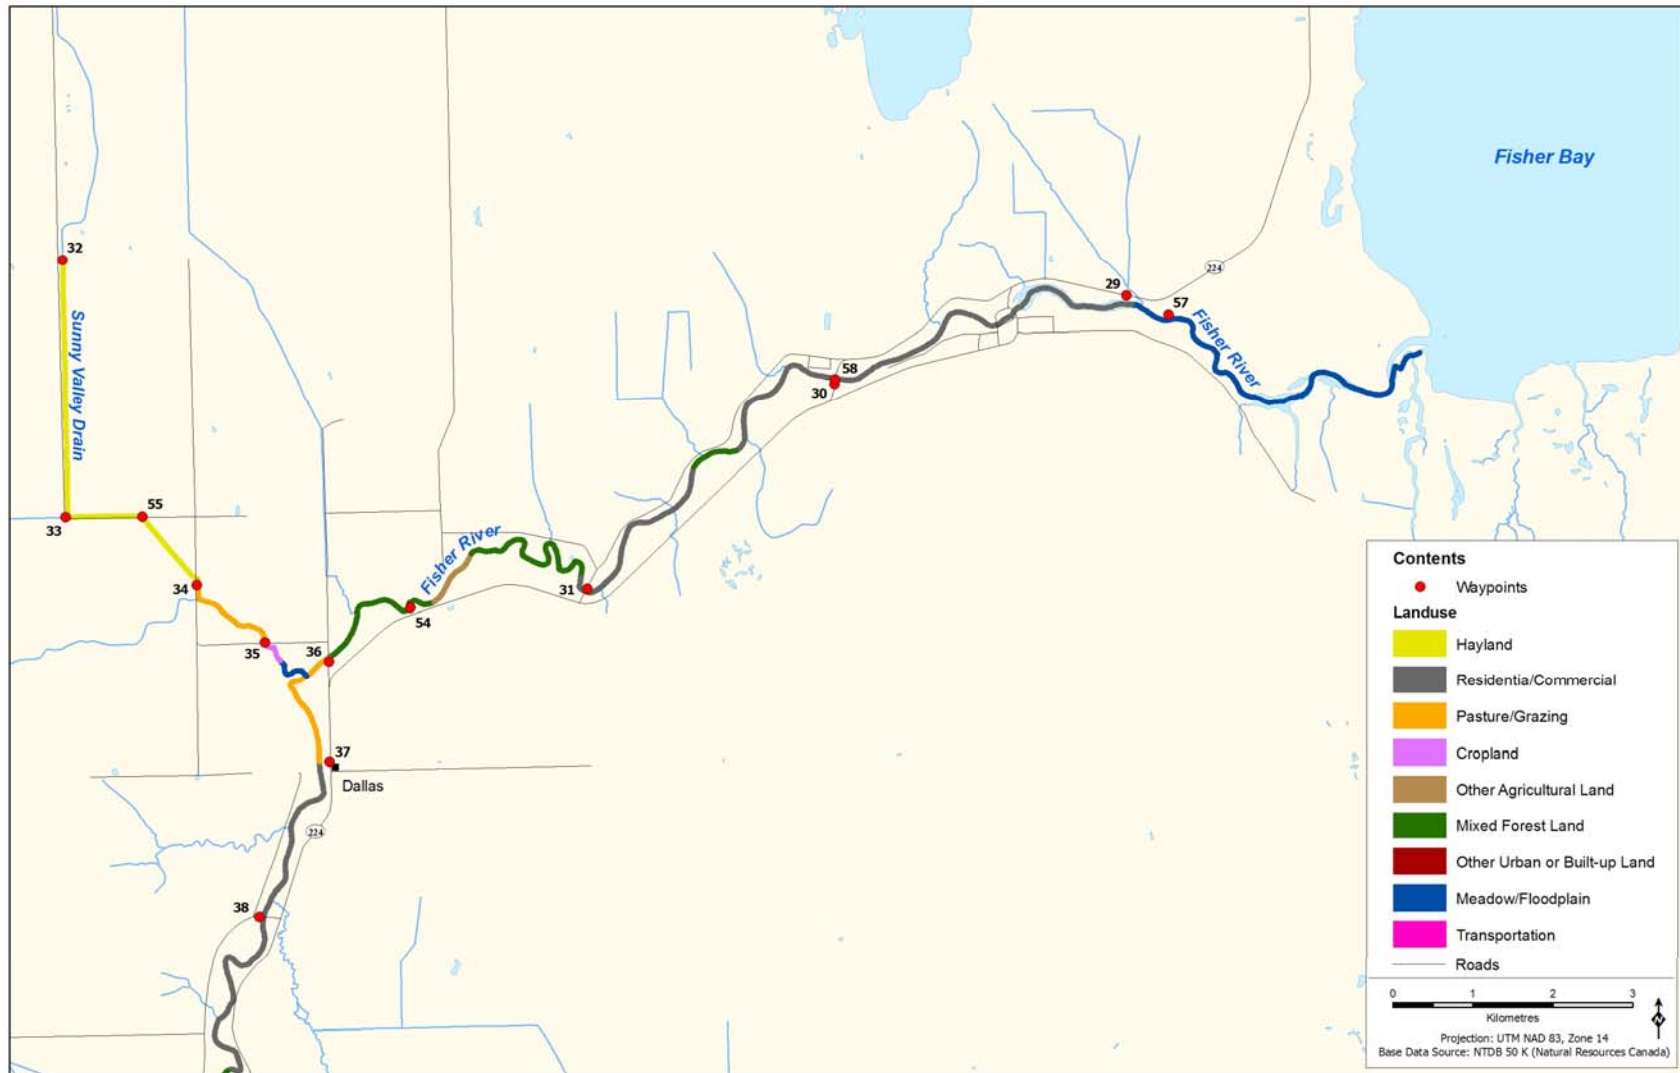 Fisher Bay
32
224
29
57
Sunny Valley Drain
Fisher River
58
30
55
33
Fisher River
34
31
54
35
36
37
Dallas
224
38
Contents
Waypoints
Landuse
Hayland
Residentia/Commercial
Pasture/Grazing
Cropland
Other Agricultural Land
Mixed Forest Land
Other Urban or Built-up Land
Meadow/Floodplain
Transportation
Roads
0 1 2 3
Kilometres
N
Projection: UTM NAD 83, Zone 14
Base Data Source: NTDB 50 K (Natural Resources Canada)